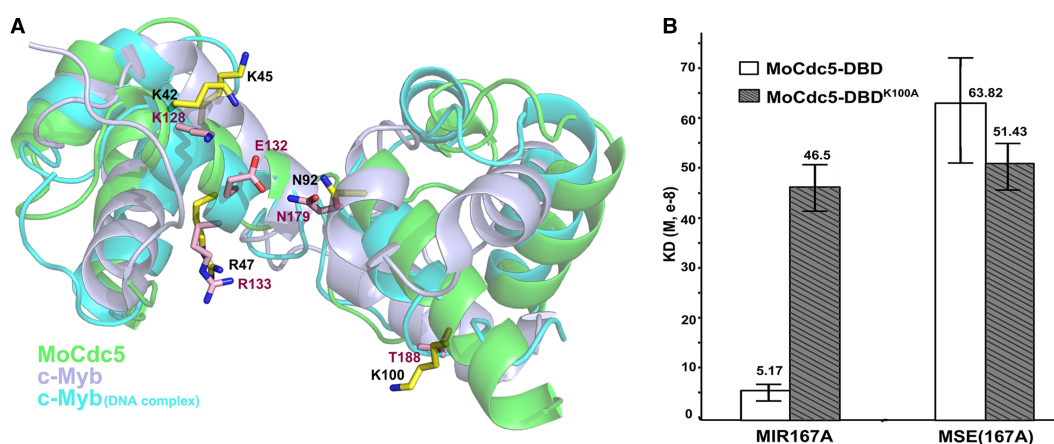 A
K45
K42
K128
E132
N92
N179
R47
R133
T188
K100
MoCdc5
c-Myb
c-Myb(DNA complex)
B
MoCdc5-DBD
MoCdc5-DBDK100A
KD (M, e-8)
70
60
50
40
30
20
10
0
5.17
46.5
63.82
51.43
MIR167A
MSE(167A)